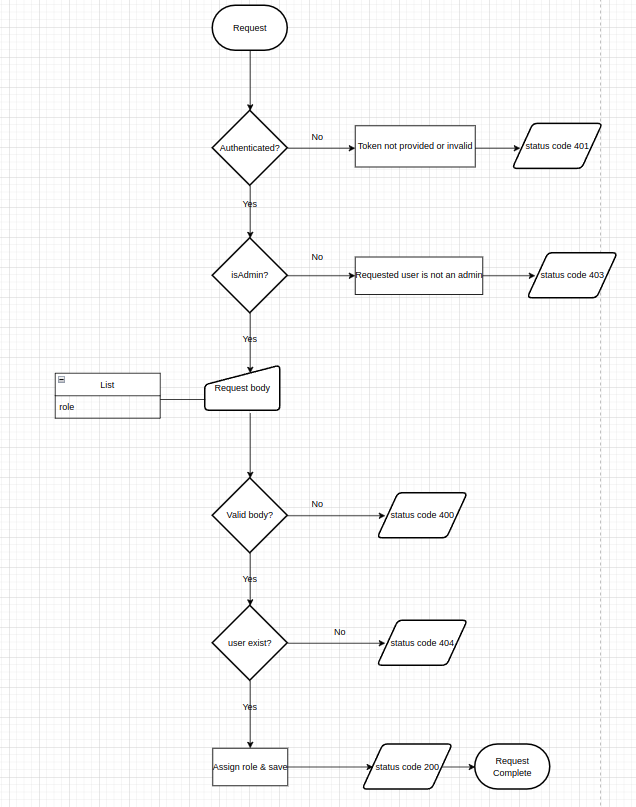 Request
Authenticated?
No
Token not provided or invalid
status code 401
Yes
isAdmin?
No
Requested user is not an admin
status code 403
Yes
List
role
Request body
Valid body?
No
status code 400
Yes
user exist?
No
status code 404
Yes
Assign role & save
status code 200
Request
Complete